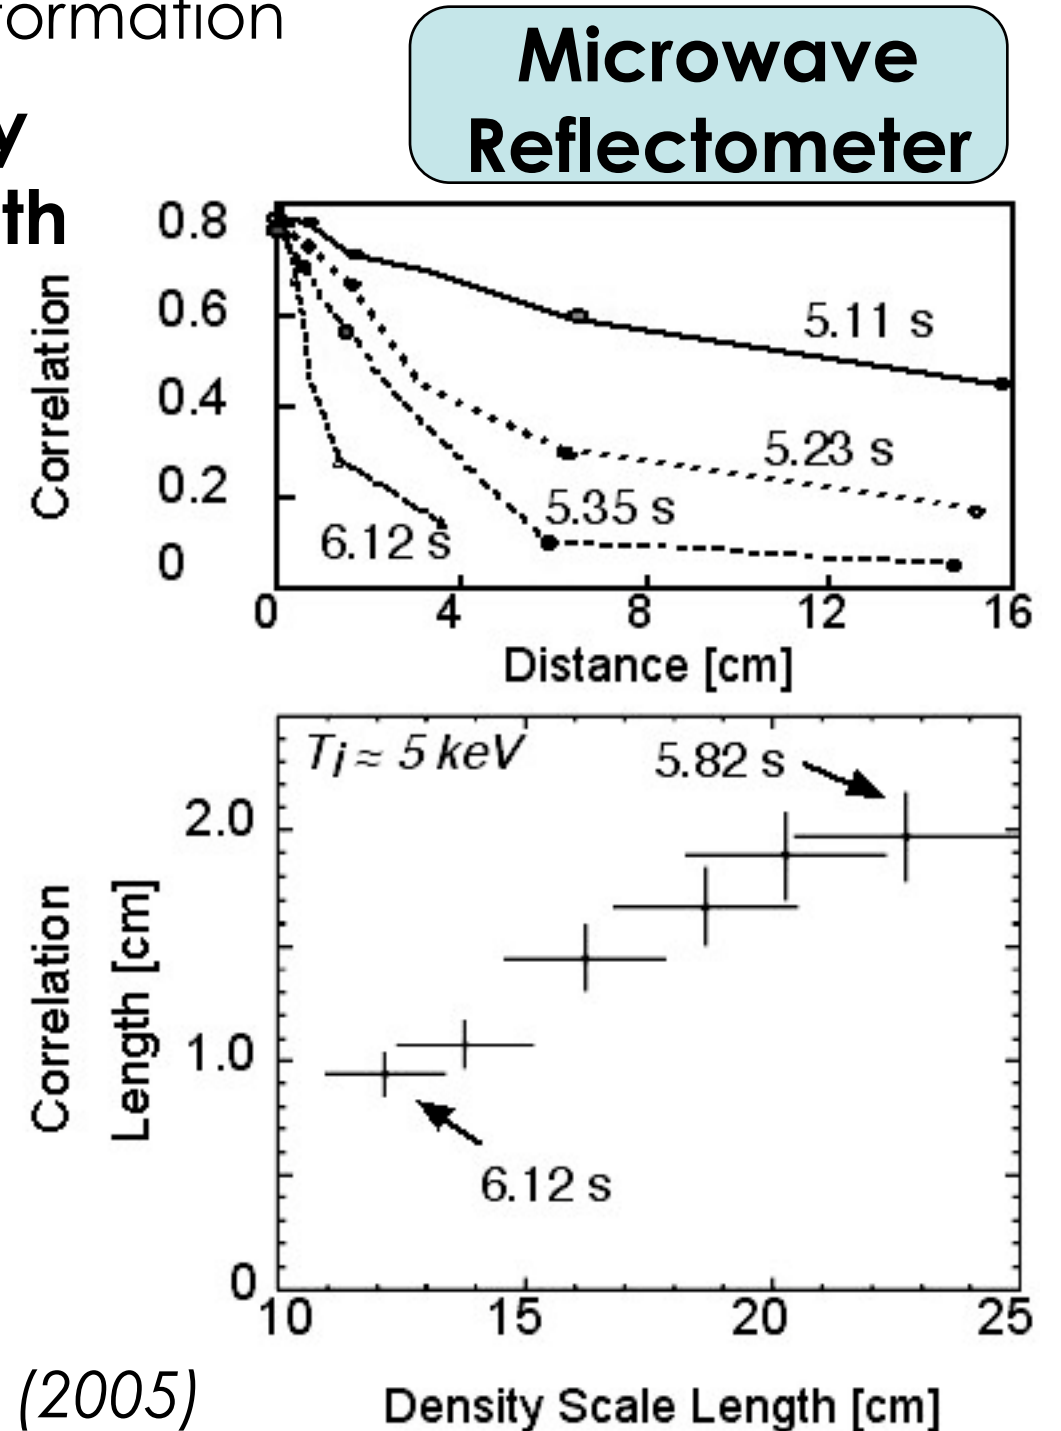 formation
Microwave
Reflectometer
y
th
0.8
0.6
0.4
0.2
0
Correlation
5.11 s
5.23 s
5.35 s
6.12 s
0 4 8 12 16
Distance [cm]
Ti ≈ 5 keV
5.82 s
2.0
1.0
0
Correlation
Length [cm]
6.12 s
10 15 20 25
Density Scale Length [cm]
(2005)